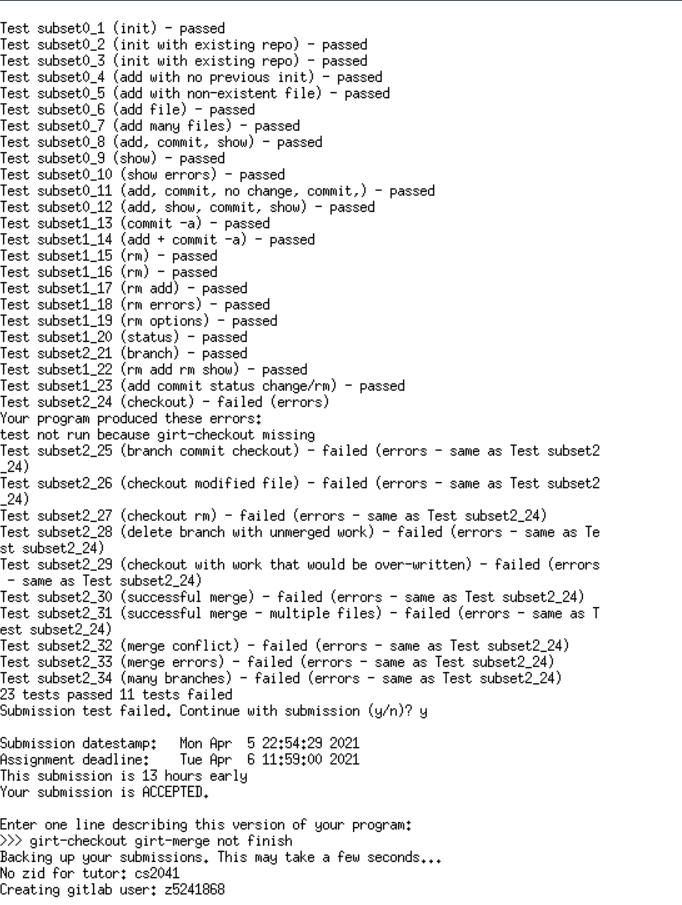 Test subset0_1 (init) - passed
Test subset0_2 (init with existing repo) - passed
Test subset0_3 (init with existing repo) - passed
Test subset0_4 (add with no previous init) - passed
Test subset0_5 (add with non-existent file) - passed
Test subset0_6 (add file) - passed
Test subset0_7 (add many files) - passed
Test subset0_8 (add, commit, show) - passed
Test subset0_9 (show) - passed
Test subset0_10 (show errors) - passed
Test subset0_11 (add, commit, no change, commit,) - passed
Test subset0_12 (add, show, commit, show) - passed
Test subset1_13 (commit -a) - passed
Test subset1_14 (add + commit -a) - passed
Test subset1_15 (rm) - passed
Test subset1_16 (rm) - passed
Test subset1_17 (rm add) - passed
Test subset1_18 (rm errors) - passed
Test subset1_19 (rm options) - passed
Test subset1_20 (status) - passed
Test subset2_21 (branch) - passed
Test subset1_22 (rm add rm show) - passed
Test subset1_23 (add commit status change/rm) - passed
Test subset2_24 (checkout) - failed (errors)
Your program produced these errors:
test not run because girt-checkout missing
Test subset2_25 (branch commit checkout) - failed (errors - same as Test subset2
_24)
Test subset2_26 (checkout modified file) - failed (errors - same as Test subset2
_24)
Test subset2_27 (checkout rm) - failed (errors - same as Test subset2_24)
Test subset2_28 (delete branch with unmerged work) - failed (errors - same as Te
st subset2_24)
Test subset2_29 (checkout with work that would be over-written) - failed (errors
 - same as Test subset2_24)
Test subset2_30 (successful merge) - failed (errors - same as Test subset2_24)
Test subset2_31 (successful merge - multiple files) - failed (errors - same as T
est subset2_24)
Test subset2_32 (merge conflict) - failed (errors - same as Test subset2_24)
Test subset2_33 (merge errors) - failed (errors - same as Test subset2_24)
Test subset2_34 (many branches) - failed (errors - same as Test subset2_24)
23 tests passed 11 tests failed
Submission test failed. Continue with submission (y/n)? y
Submission datestamp:   Mon Apr  5 22:54:29 2021
Assignment deadline:    Tue Apr  6 11:59:00 2021
This submission is 13 hours early
Your submission is ACCEPTED.
Enter one line describing this version of your program:
>>> girt-checkout girt-merge not finish
Backing up your submissions. This may take a few seconds...
No zid for tutor: cs2041
Creating gitlab user: z5241868